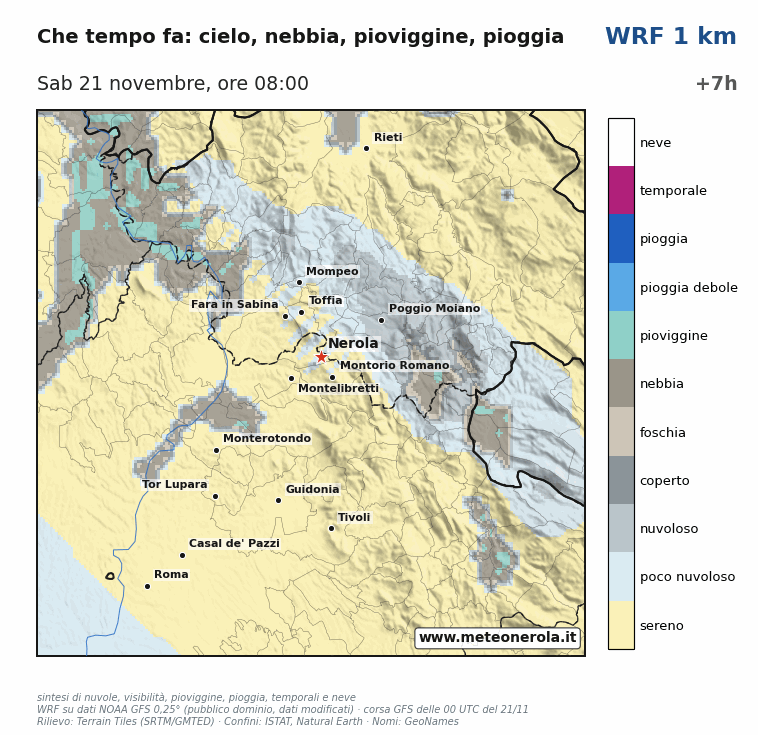 Che tempo fa: cielo, nebbia, pioviggine, pioggia
WRF 1 km
Sab 21 novembre, ore 08:00
+7h
Rieti
Mompeo
Toffia
Fara in Sabina
Poggio Moiano
Nerola
Montorio Romano
Montelibretti
Monterotondo
Tor Lupara
Guidonia
Tivoli
Casal de' Pazzi
Roma
www.meteonerola.it
neve
temporale
pioggia
pioggia debole
pioviggine
nebbia
foschia
coperto
nuvoloso
poco nuvoloso
sereno
sintesi di nuvole, visibilità, pioviggine, pioggia, temporali e neve
WRF su dati NOAA GFS 0,25° (pubblico dominio, dati modificati) · corsa GFS delle 00 UTC del 21/11
Rilievo: Terrain Tiles (SRTM/GMTED) · Confini: ISTAT, Natural Earth · Nomi: GeoNames